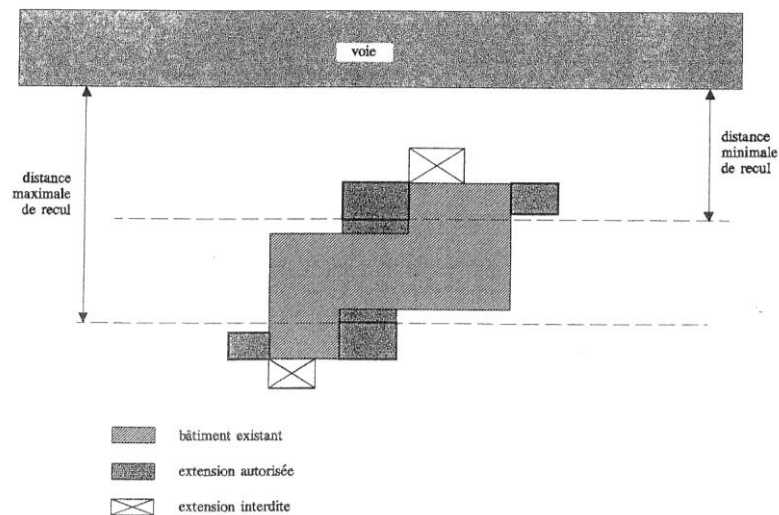 voie
distance
maximale
de recul
distance
minimale
de recul
bâtiment existant
extension autorisée
extension interdite